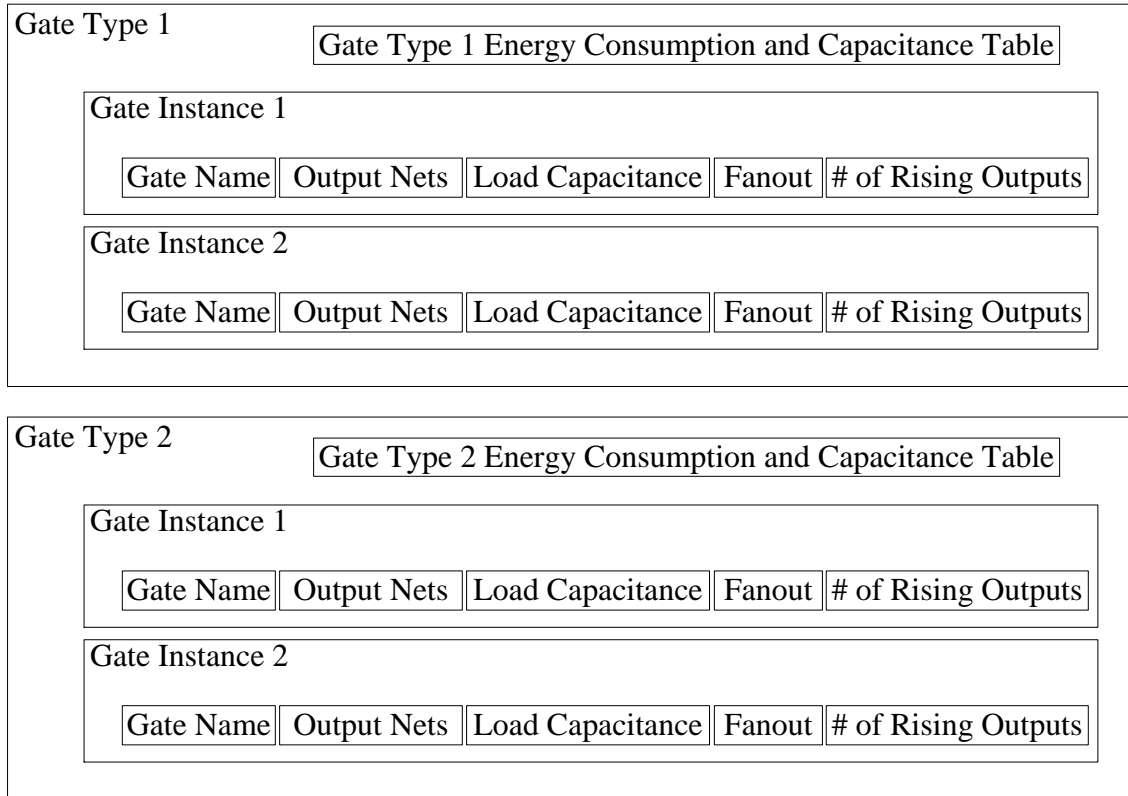 Gate Type 1
Gate Type 1 Energy Consumption and Capacitance Table
Gate Instance 1
Gate Name Output Nets Load Capacitance Fanout # of Rising Outputs
Gate Instance 2
Gate Name Output Nets Load Capacitance Fanout # of Rising Outputs
Gate Type 2
Gate Type 2 Energy Consumption and Capacitance Table
Gate Instance 1
Gate Name Output Nets Load Capacitance Fanout # of Rising Outputs
Gate Instance 2
Gate Name Output Nets Load Capacitance Fanout # of Rising Outputs